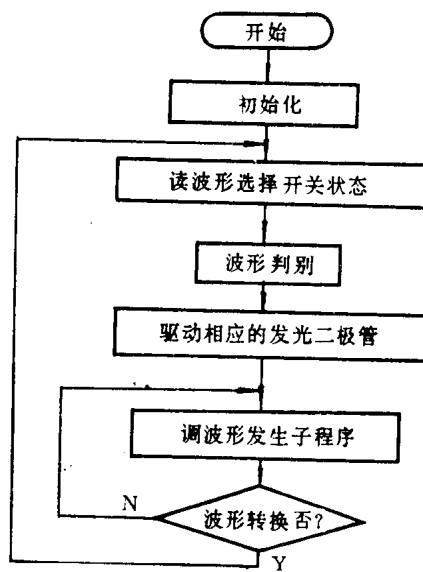 开始
初始化
读波形选择开关状态
波形判别
驱动相应的发光二极管
调波形发生子程序
波形转换否?
N
Y